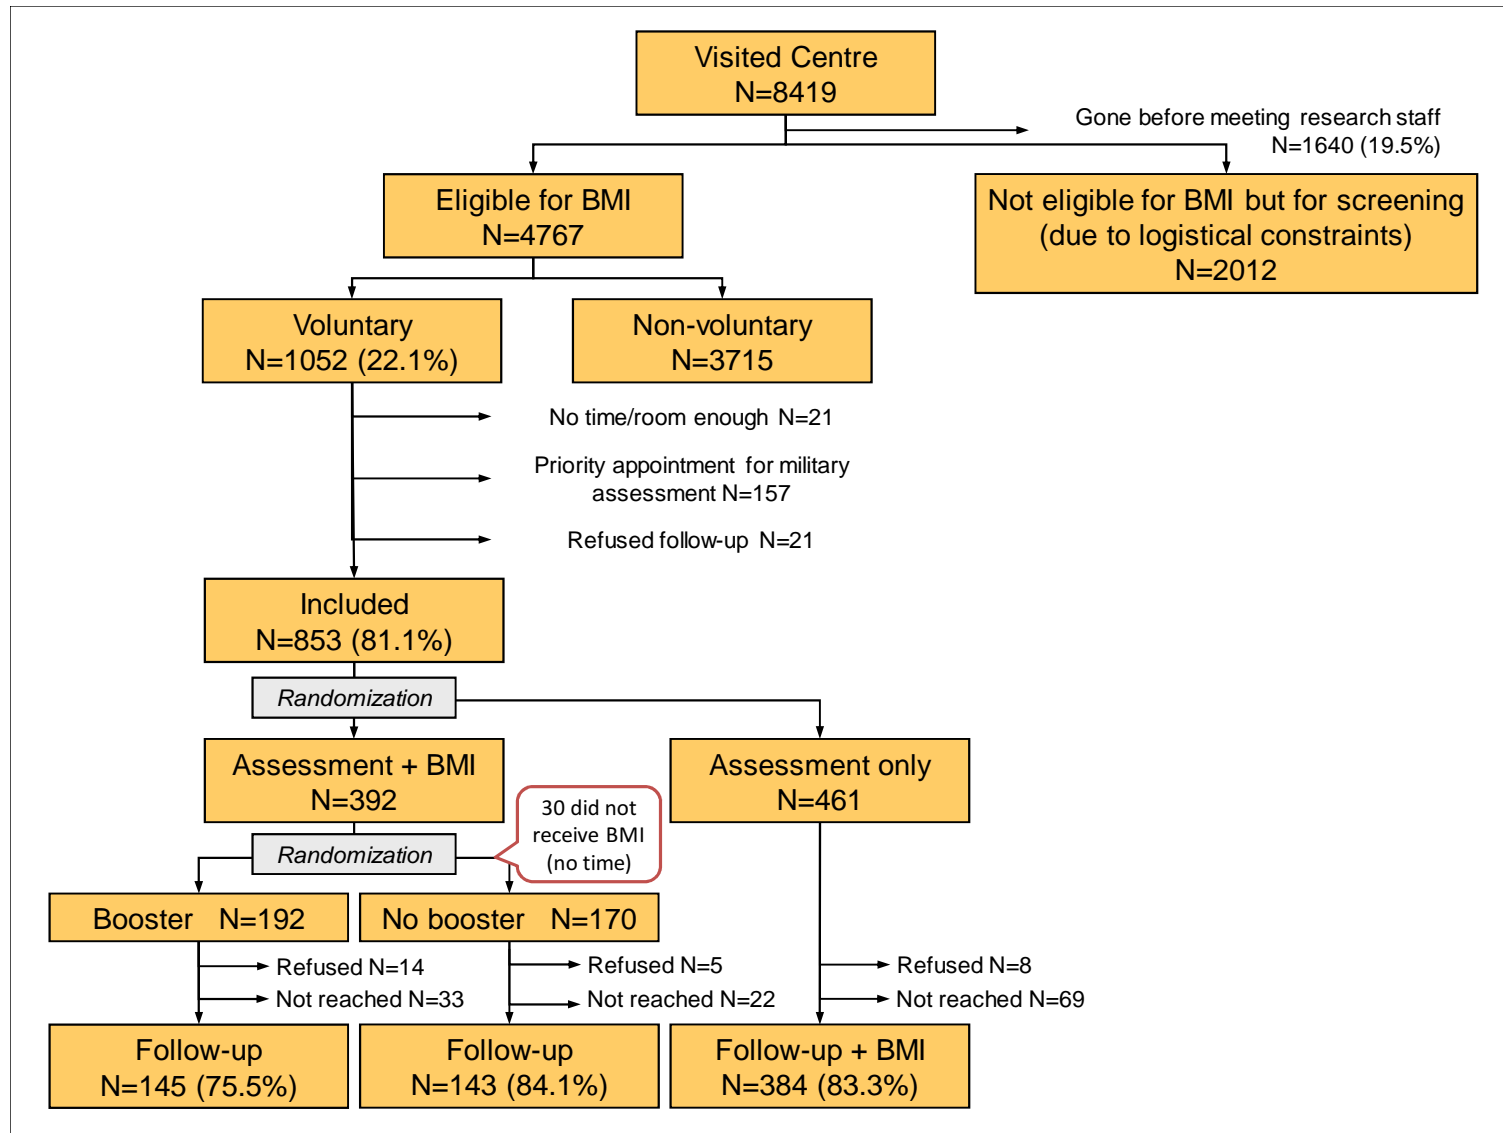 Visited Centre
N=8419
Gone before meeting research staff
N=1640 (19.5%)
Eligible for BMI
N=4767
Not eligible for BMI but for screening
(due to logistical constraints)
N=2012
Voluntary
N=1052 (22.1%)
Non-voluntary
N=3715
No time/room enough N=21
Priority appointment for military
assessment N=157
Refused follow-up N=21
Included
N=853 (81.1%)
Randomization
Assessment + BMI
N=392
Assessment only
N=461
30 did not
receive BMI
(no time)
Randomization
Booster N=192
No booster N=170
Refused N=14
Not reached N=33
Refused N=5
Not reached N=22
Refused N=8
Not reached N=69
Follow-up
N=145 (75.5%)
Follow-up
N=143 (84.1%)
Follow-up + BMI
N=384 (83.3%)